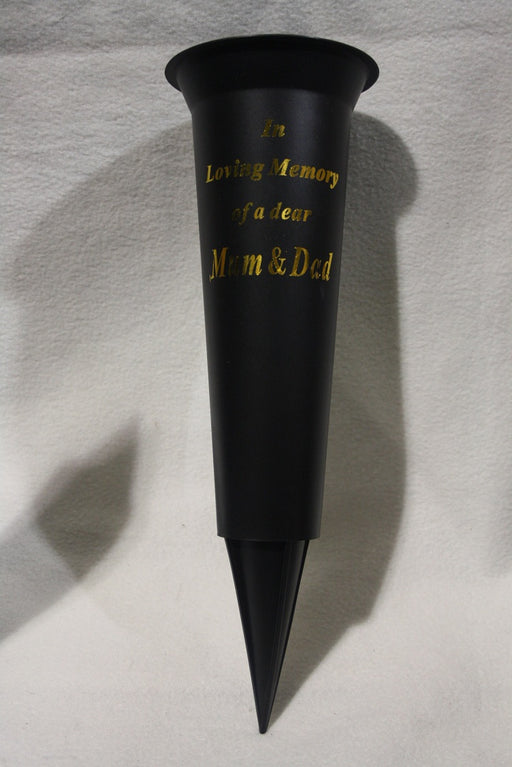 In
Loving Memory
of a dear
Mum & Dad